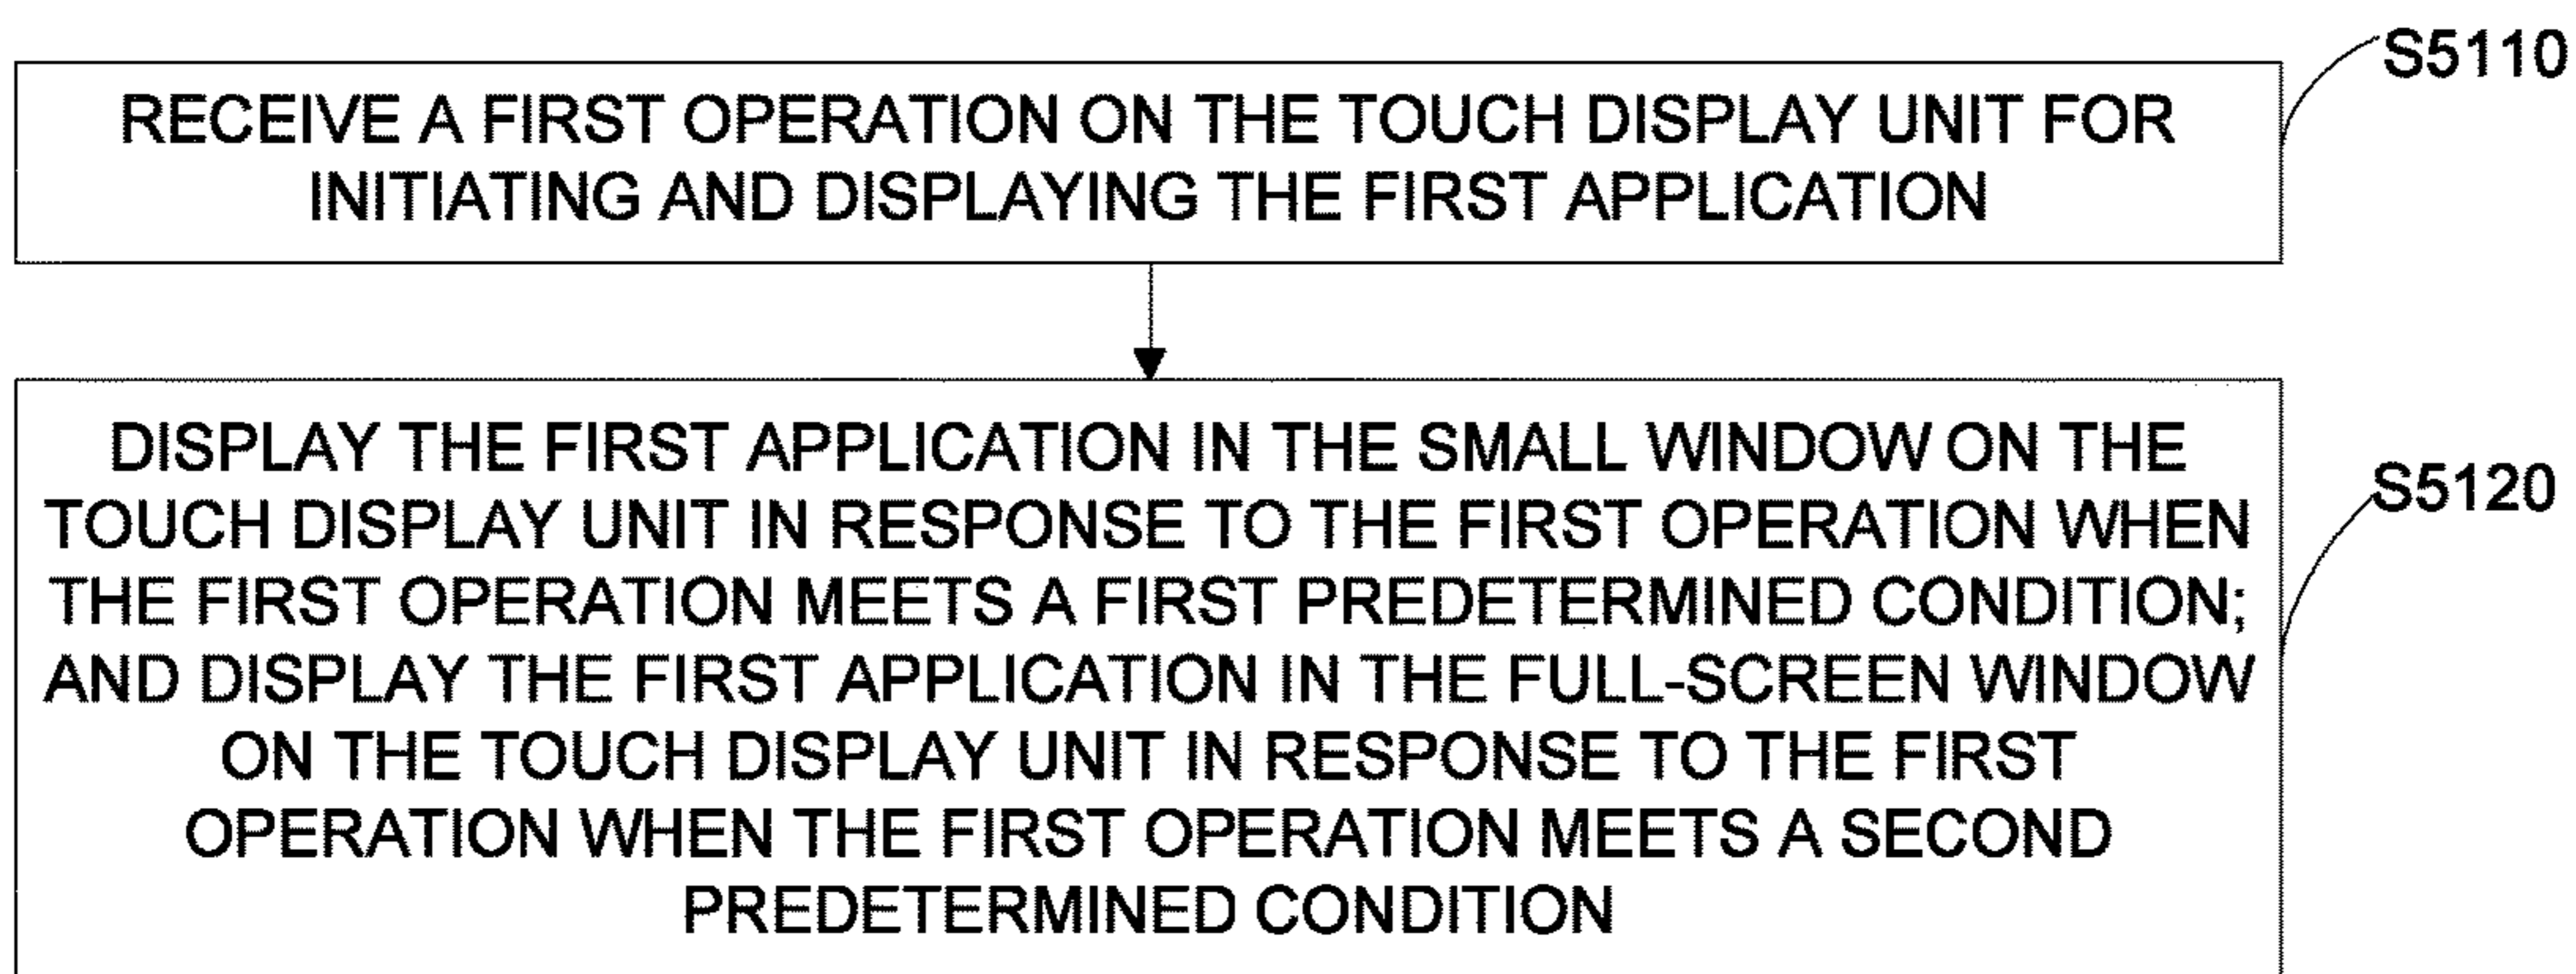 S5110
RECEIVE A FIRST OPERATION ON THE TOUCH DISPLAY UNIT FOR
INITIATING AND DISPLAYING THE FIRST APPLICATION
DISPLAY THE FIRST APPLICATION IN THE SMALL WINDOW ON THE
TOUCH DISPLAY UNIT IN RESPONSE TO THE FIRST OPERATION WHEN
THE FIRST OPERATION MEETS A FIRST PREDETERMINED CONDITION;
AND DISPLAY THE FIRST APPLICATION IN THE FULL-SCREEN WINDOW
ON THE TOUCH DISPLAY UNIT IN RESPONSE TO THE FIRST
OPERATION WHEN THE FIRST OPERATION MEETS A SECOND
PREDETERMINED CONDITION
S5120